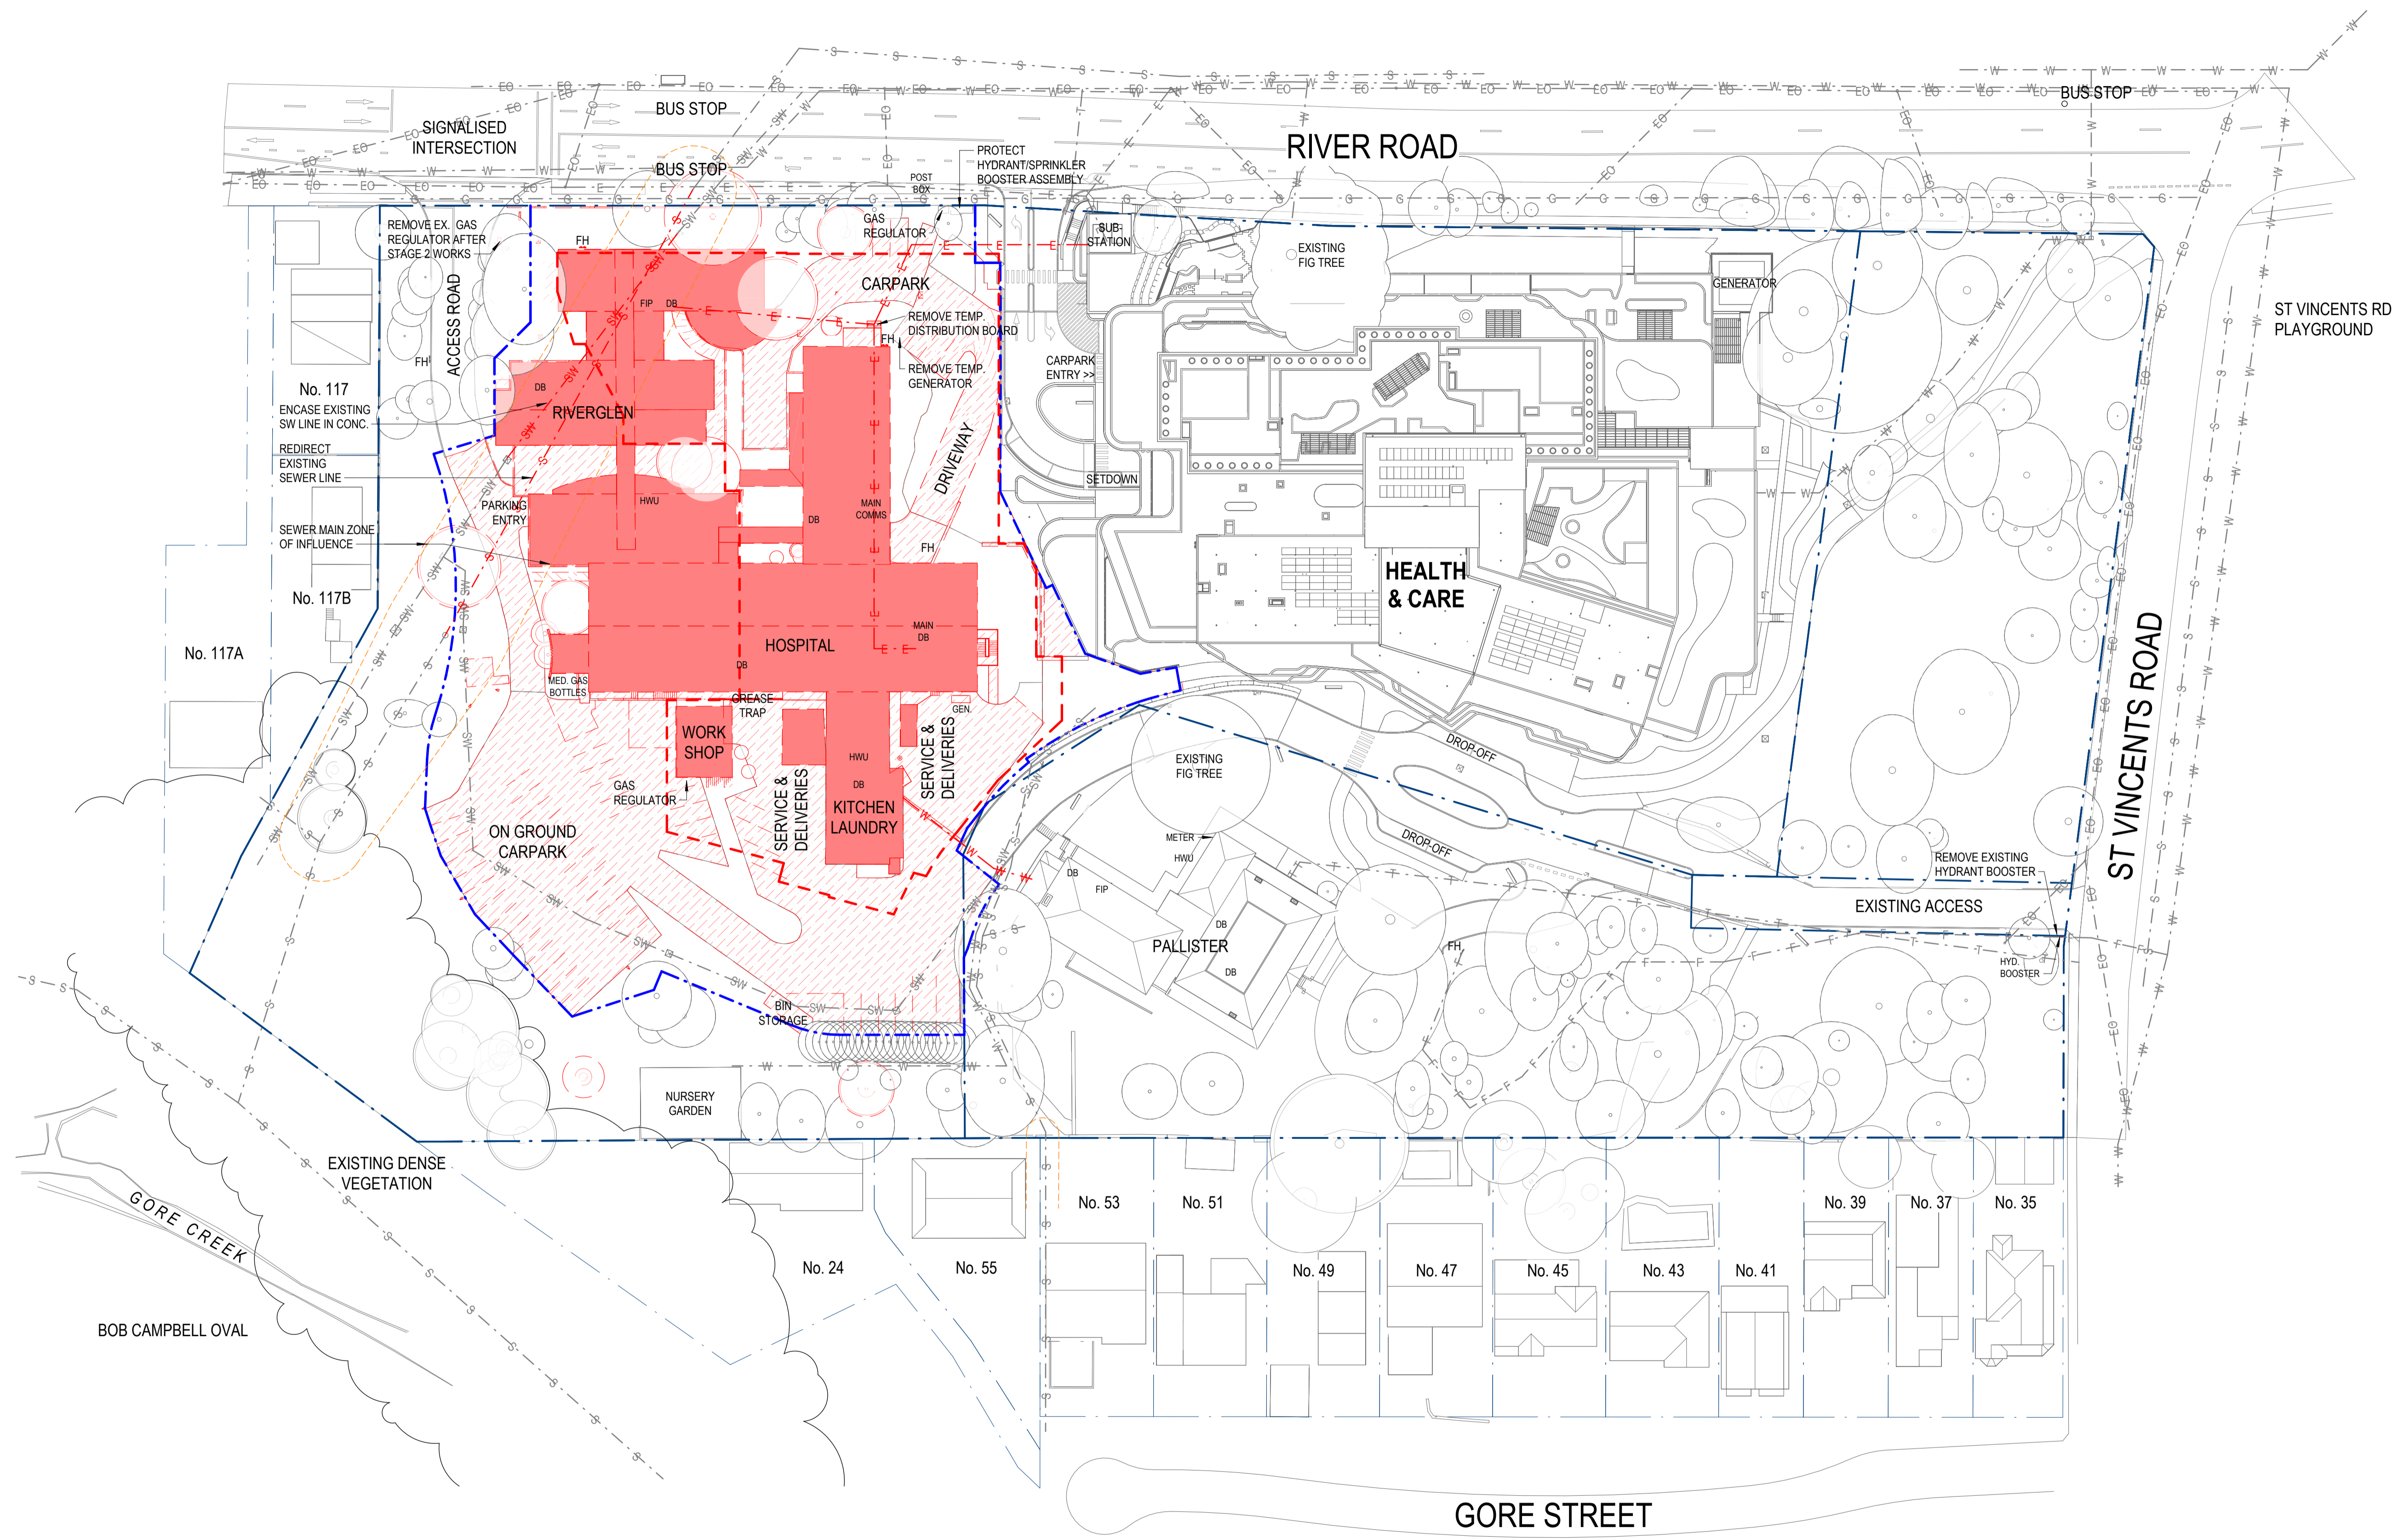 BUS STOP
BUS STOP
SIGNALISED
INTERSECTION
RIVER ROAD
BUS STOP
PROTECT
HYDRANT/SPRINKLER
BOOSTER ASSEMBLY
POST
BOX
GAS
REGULATOR
REMOVE EX. GAS
REGULATOR AFTER
STAGE 2 WORKS
FH
SUB-
STATION
EXISTING
FIG TREE
ACCESS ROAD
CARPARK
GENERATOR
ST VINCENTS RD
PLAYGROUND
FIP
DB
REMOVE TEMP.
DISTRIBUTION BOARD
FH
FH
CARPARK
ENTRY >>
REMOVE TEMP.
GENERATOR
No. 117
DB
ENCASE EXISTING
SW LINE IN CONC.
RIVERGLEN
REDIRECT
EXISTING
SEWER LINE
DRIVEWAY
SETDOWN
PARKING
ENTRY
HWU
MAIN
COMMS
DB
SEWER MAIN ZONE
OF INFLUENCE
FH
HEALTH
& CARE
No. 117B
MAIN
DB
HOSPITAL
No. 117A
DB
MED. GAS
BOTTLES
GREASE
TRAP
GEN.
ST VINCENTS ROAD
WORK
SHOP
SERVICE &
DELIVERIES
HWU
DB
EXISTING
FIG TREE
DROP-OFF
GAS
REGULATOR
SERVICE &
DELIVERIES
KITCHEN
LAUNDRY
ON GROUND
CARPARK
METER
HWU
DROP-OFF
DB
FIP
REMOVE EXISTING
HYDRANT BOOSTER
EXISTING ACCESS
DB
PALLISTER
FH
DB
HYD.
BOOSTER
BIN
STORAGE
NURSERY
GARDEN
EXISTING DENSE
VEGETATION
GORE CREEK
No. 53
No. 51
No. 39
No. 37
No. 35
No. 24
No. 55
No. 49
No. 47
No. 45
No. 43
No. 41
BOB CAMPBELL OVAL
GORE STREET